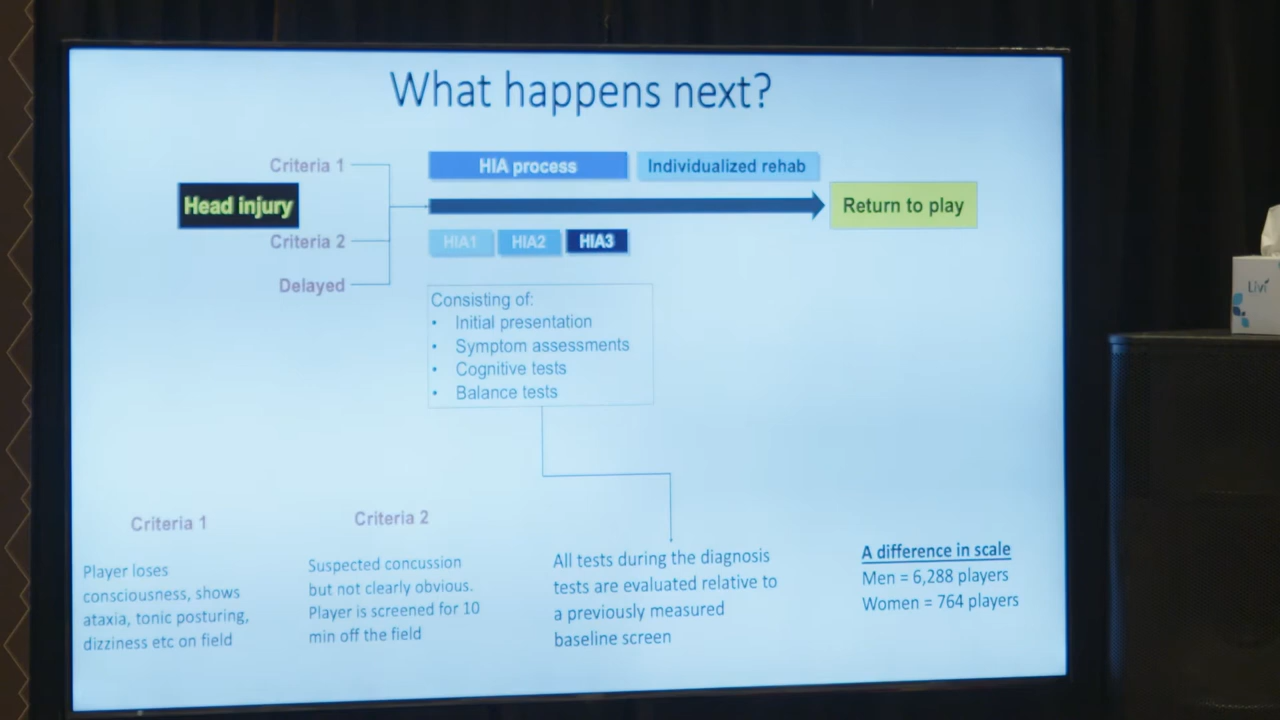 What happens next?
Criteria 1
HIA process
Individualized rehab
Head injury
Return to play
Criteria 2
HIA1
HIA2
HIA3
Delayed
Consisting of:
• Initial presentation
• Symptom assessments
• Cognitive tests
• Balance tests
Criteria 1
Player loses
consciousness, shows
ataxia, tonic posturing,
dizziness etc on field
Criteria 2
Suspected concussion
but not clearly obvious.
Player is screened for 10
min off the field
All tests during the diagnosis
tests are evaluated relative to
a previously measured
baseline screen
A difference in scale
Men = 6,288 players
Women = 764 players
Livi